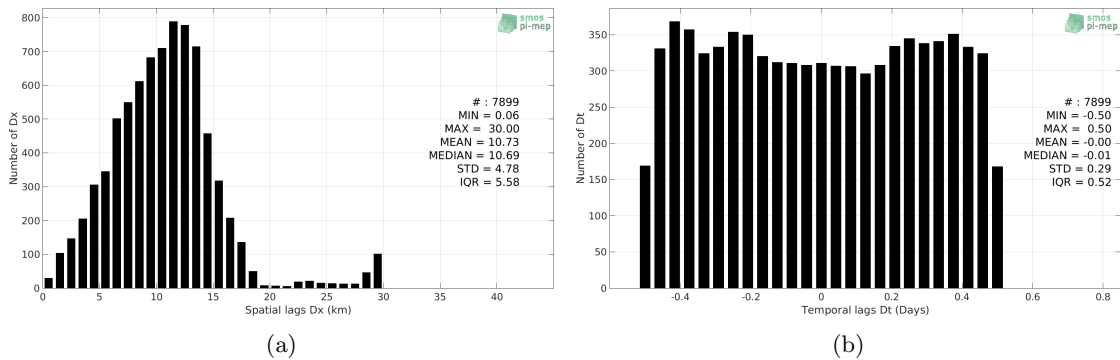 800
700
600
500
400
300
200
100
0
Number of Dx
0 5 10 15 20 25 30 35 40
Spatial lags Dx (km)
smos
pi-mep
# : 7899
MIN = 0.06
MAX = 30.00
MEAN = 10.73
MEDIAN = 10.69
STD = 4.78
IQR = 5.58
(a)
350
300
250
200
150
100
50
0
Number of Dt
-0.4 -0.2 0 0.2 0.4 0.6 0.8
Temporal lags Dt (Days)
smos
pi-mep
# : 7899
MIN = -0.50
MAX = 0.50
MEAN = -0.00
MEDIAN = -0.01
STD = 0.29
IQR = 0.52
(b)